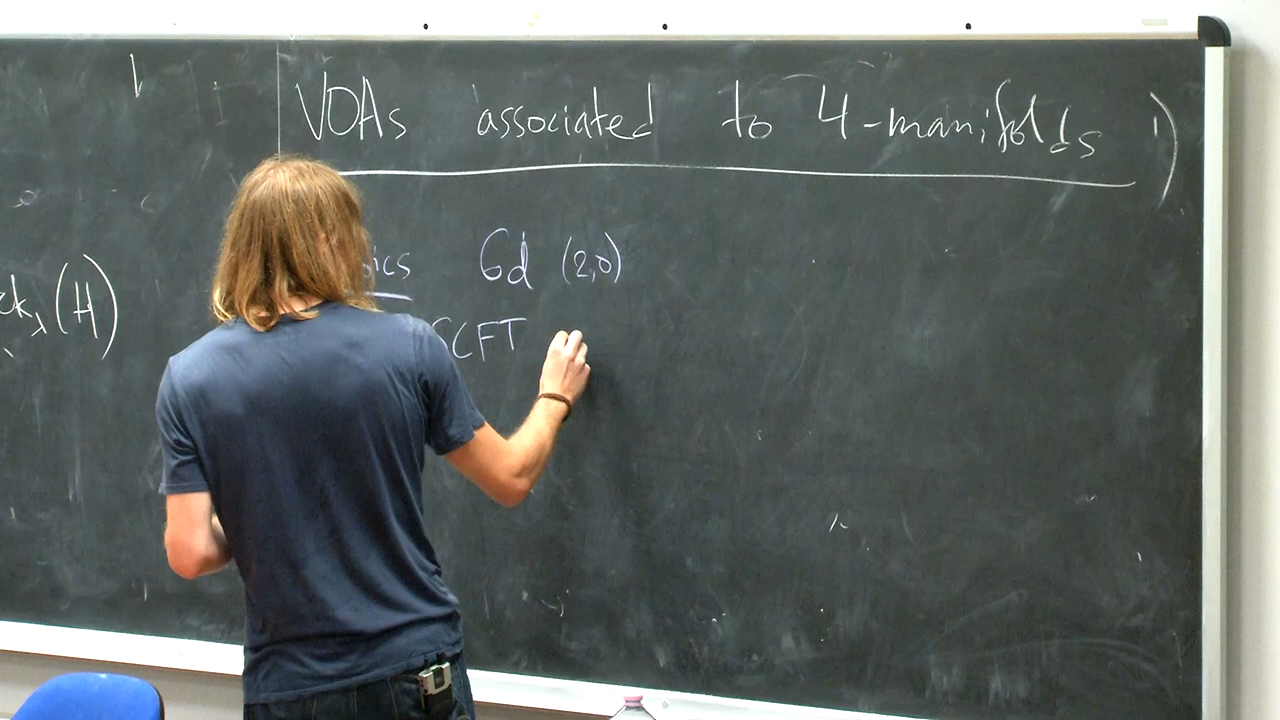 VOAs associated to 4-manifolds
6d (2,0)
SCFT
(H)